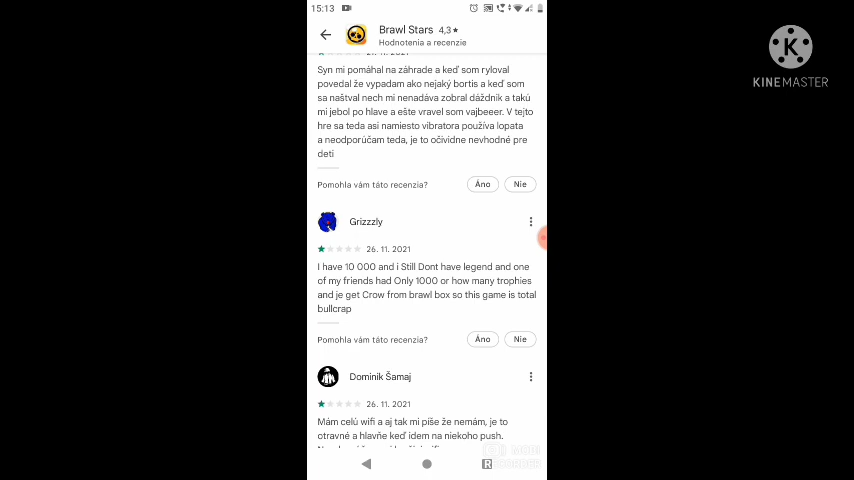 15:13
Brawl Stars 4,3★
Hodnotenia a recenzie
Syn mi pomáhal na záhrade a keď som ryloval
povedal že vypadam ako nejaký bortis a keď som
sa naštval nech mi nenadáva zobral dáždnik a takú
mi jebol po hlave a ešte vravel som vajbeeer. V tejto
hre sa teda asi namiesto vibratora používa lopata
a neodporúčam teda, je to očividne nevhodné pre
deti
Pomohla vám táto recenzia? Áno Nie
Grizzzly
26. 11. 2021
I have 10 000 and i Still Dont have legend and one
of my friends had Only 1000 or how many trophies
and je get Crow from brawl box so this game is total
bullcrap
Pomohla vám táto recenzia? Áno Nie
Dominik Šamaj
26. 11. 2021
Mám celú wifi a aj tak mi píše že nemám, je to
otravné a hlavňe keď idem na niekoho push.
KINEMASTER
RECORDER